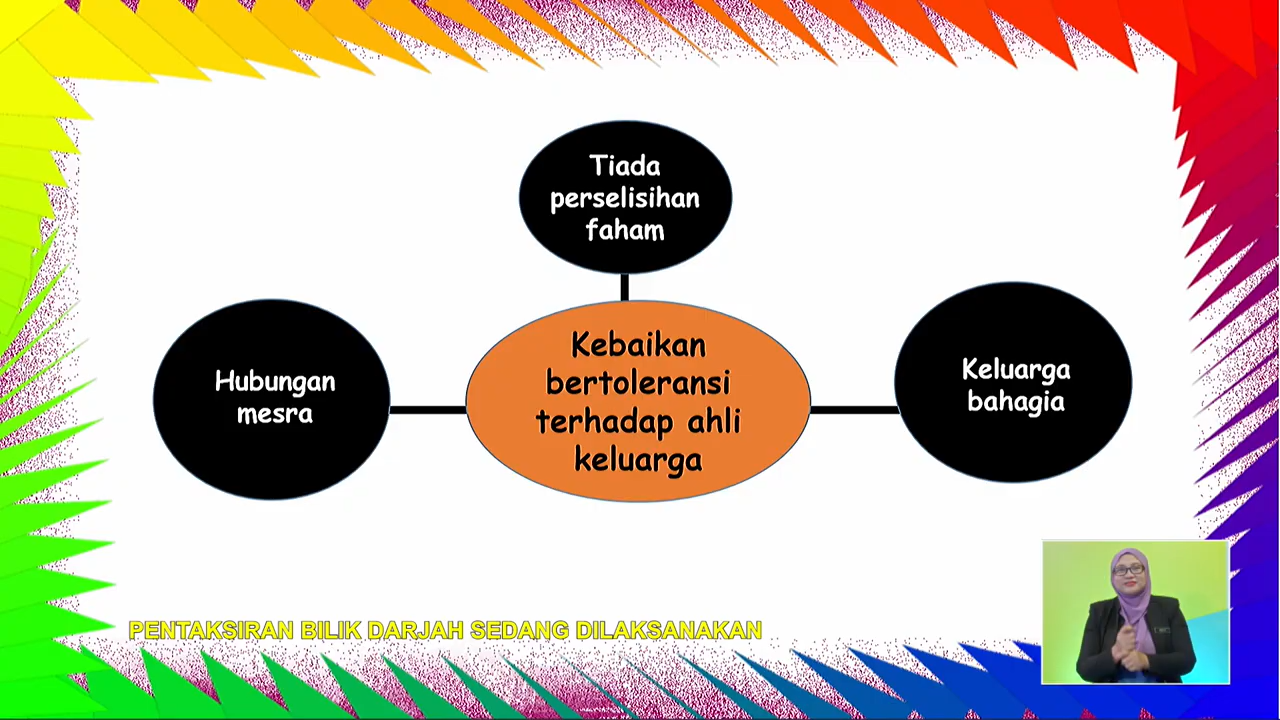 Tiada
perselisihan
faham
Hubungan
mesra
Kebaikan
bertoleransi
terhadap ahli
keluarga
Keluarga
bahagia
PENTAKSIRAN BILIK DARJAH SEDANG DILAKSANAKAN